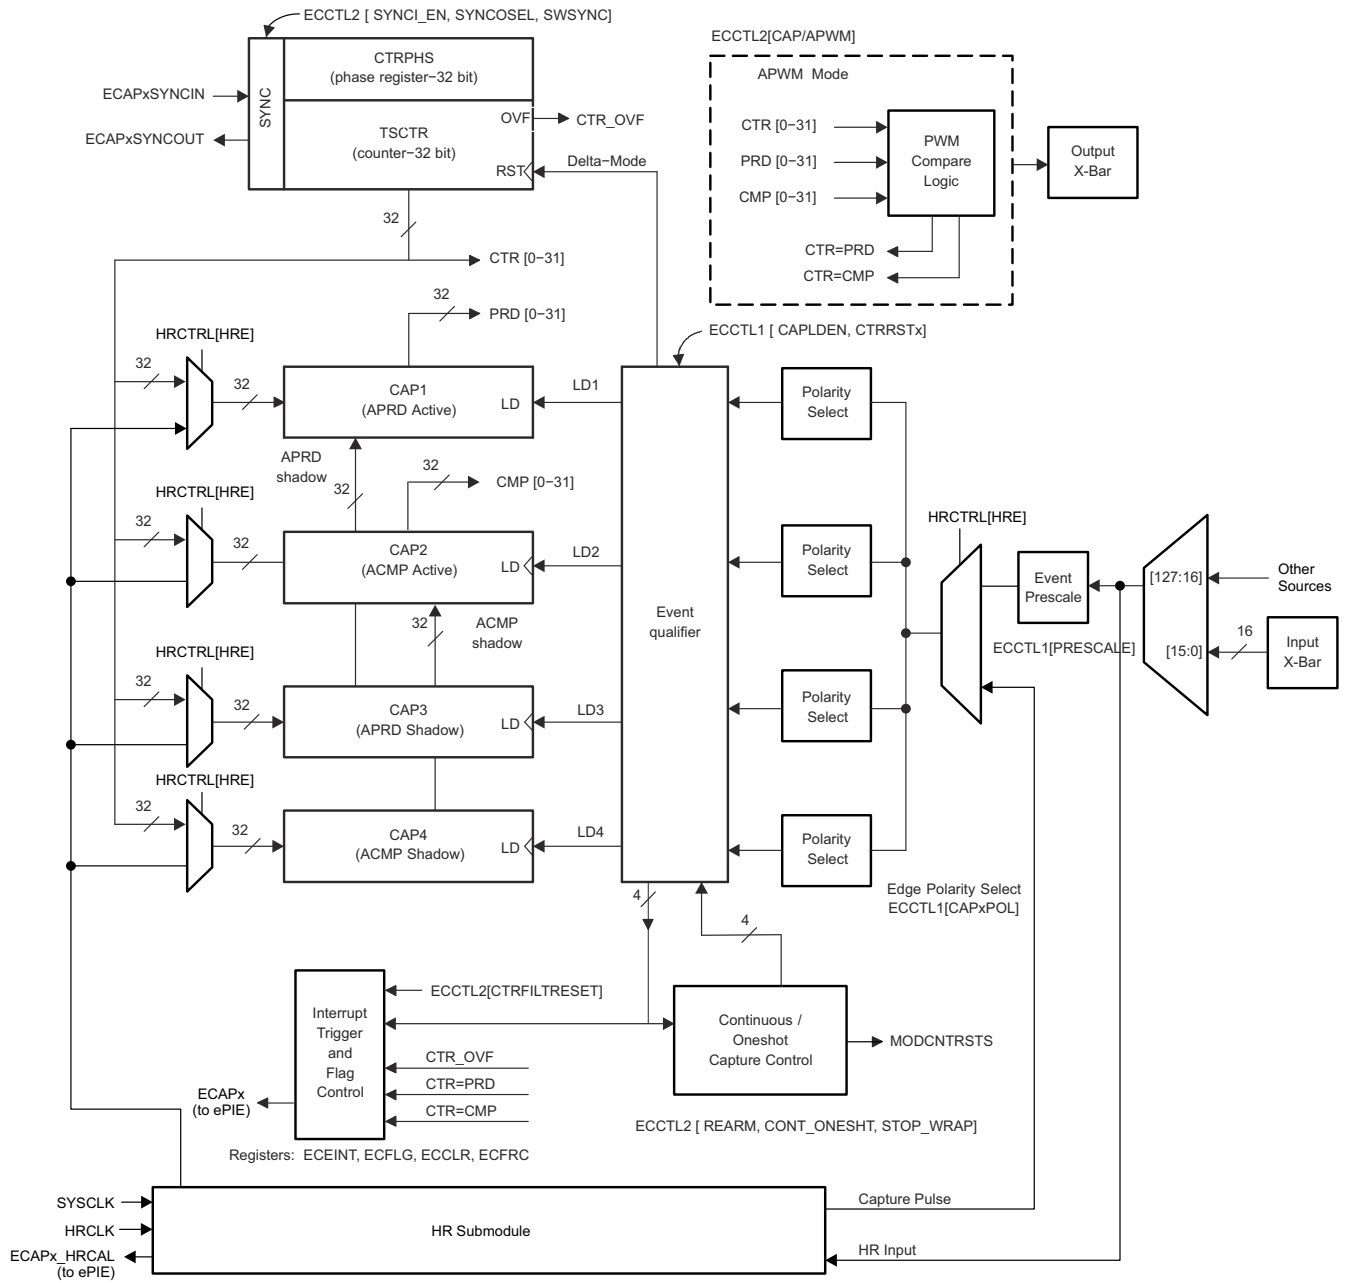 ECCTL2 [ SYNCI_EN, SYNCOSEL, SWSYNC]
SYNC
CTRPHS
(phase register−32 bit)
ECAPxSYNCIN
ECAPxSYNCOUT
TSCTR
(counter−32 bit)
OVF
CTR_OVF
RST
Delta−Mode
32
CTR [0−31]
32
PRD [0−31]
ECCTL2[CAP/APWM]
APWM Mode
CTR [0−31]
PRD [0−31]
CMP [0−31]
PWM
Compare
Logic
CTR=PRD
CTR=CMP
Output
X-Bar
ECCTL1 [ CAPLDEN, CTRRSTx]
HRCTRL[HRE]
32
32
CAP1
(APRD Active)
LD
LD1
Polarity
Select
APRD
shadow
32
32
CMP [0−31]
HRCTRL[HRE]
32
32
CAP2
(ACMP Active)
LD
LD2
Polarity
Select
32
ACMP
shadow
Event
qualifier
HRCTRL[HRE]
Event
Prescale
ECCTL1[PRESCALE]
[127:16]
[15:0]
Other
Sources
16
Input
X-Bar
HRCTRL[HRE]
32
32
CAP3
(APRD Shadow)
LD
LD3
Polarity
Select
HRCTRL[HRE]
32
32
CAP4
(ACMP Shadow)
LD
LD4
Polarity
Select
Edge Polarity Select
ECCTL1[CAPxPOL]
4
4
Interrupt
Trigger
and
Flag
Control
ECCTL2[CTRFILTRESET]
CTR_OVF
CTR=PRD
CTR=CMP
ECAPx
(to ePIE)
Registers: ECEINT, ECFLG, ECCLR, ECFRC
Continuous /
Oneshot
Capture Control
MODCNTRSTS
ECCTL2 [ REARM, CONT_ONESHT, STOP_WRAP]
SYSCLK
HRCLK
ECAPx_HRCAL
(to ePIE)
HR Submodule
Capture Pulse
HR Input